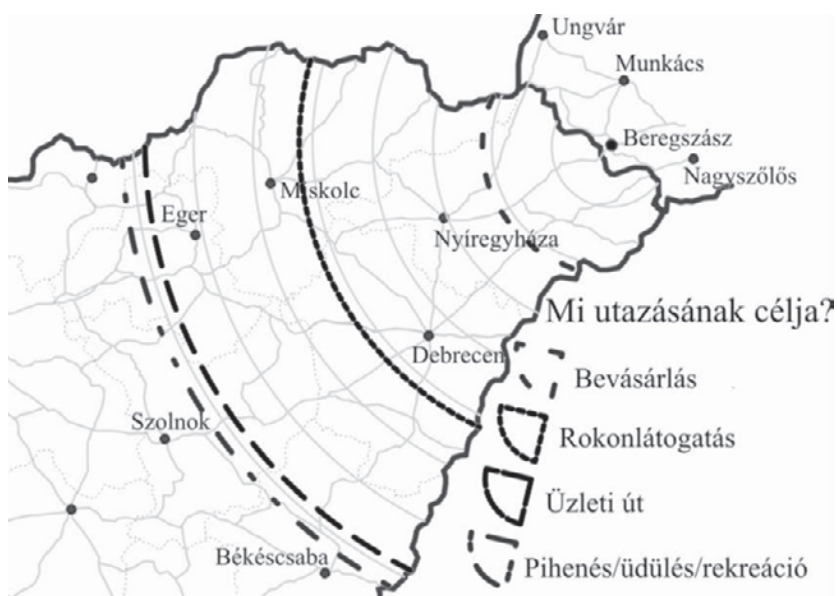 Ungvár
Munkács
Beregszász
Nagyszőlős
Miskolc
Eger
Nyíregyháza
Debrecen
Szolnok
Békéscsaba
Mi utazásának célja?
Bevásárlás
Rokonlátogatás
Üzleti út
Pihenés/üdülés/rekreáció